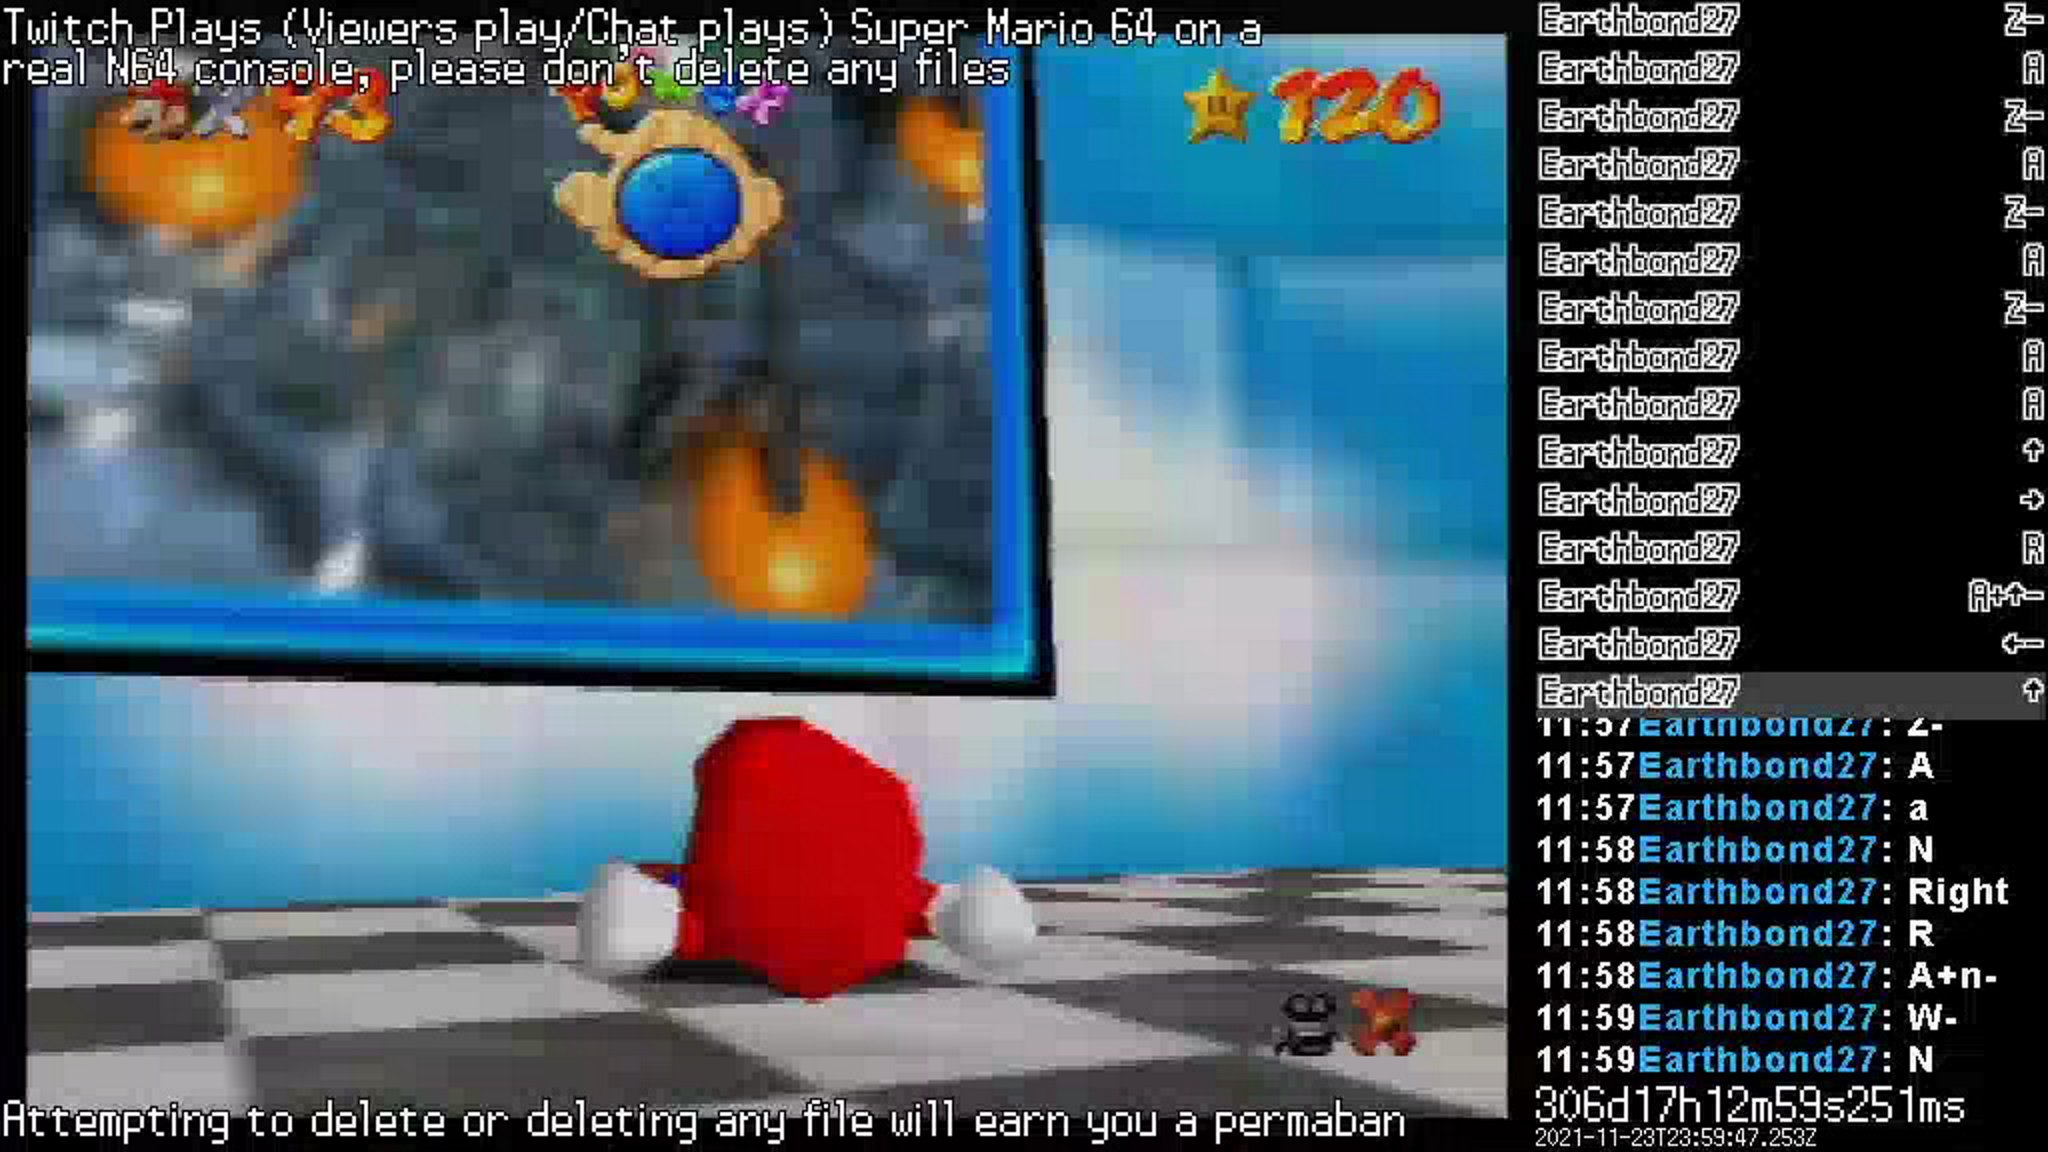 Twitch Plays (Viewers play/Chat plays) Super Mario 64 on a
real N64 console, please don't delete any files
120
Earthbond27 Z-
Earthbond27 A
Earthbond27 Z-
Earthbond27 A
Earthbond27 Z-
Earthbond27 A
Earthbond27 Z-
Earthbond27 A
Earthbond27 A
Earthbond27 ↑
Earthbond27 →
Earthbond27 R
Earthbond27 A+↑-
Earthbond27 ←-
Earthbond27 ↑
11:57Earthbond27: Z-
11:57Earthbond27: A
11:57Earthbond27: a
11:58Earthbond27: N
11:58Earthbond27: Right
11:58Earthbond27: R
11:58Earthbond27: A+n-
11:59Earthbond27: W-
11:59Earthbond27: N
306d17h12m59s251ms
2021-11-23T23:59:47.253Z
Attempting to delete or deleting any file will earn you a permaban